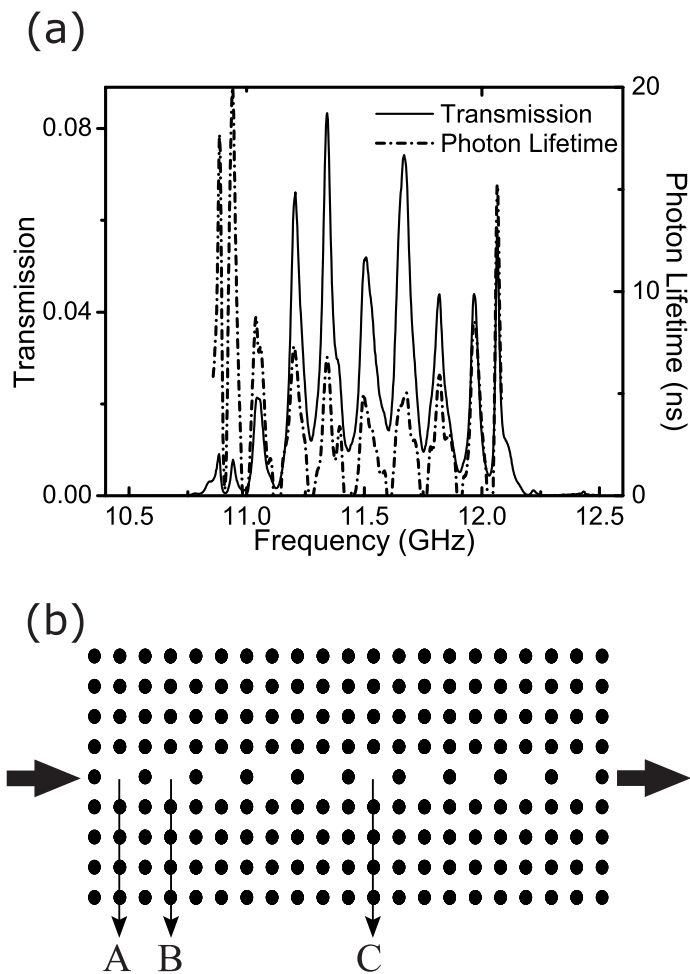 (a)
Transmission
Photon Lifetime
0.08
0.04
0.00
Transmission
20
10
0
Photon Lifetime (ns)
10.5 11.0 11.5 12.0 12.5
Frequency (GHz)
(b)
A B C